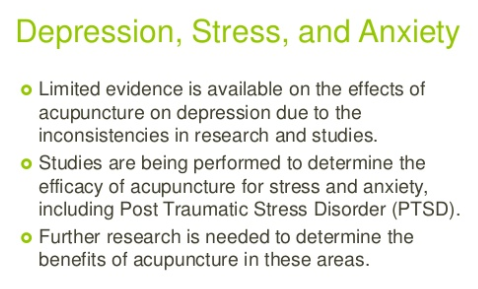 Depression, Stress, and Anxiety
Limited evidence is available on the effects of
acupuncture on depression due to the
inconsistencies in research and studies.
Studies are being performed to determine the
efficacy of acupuncture for stress and anxiety,
including Post Traumatic Stress Disorder (PTSD).
Further research is needed to determine the
benefits of acupuncture in these areas.